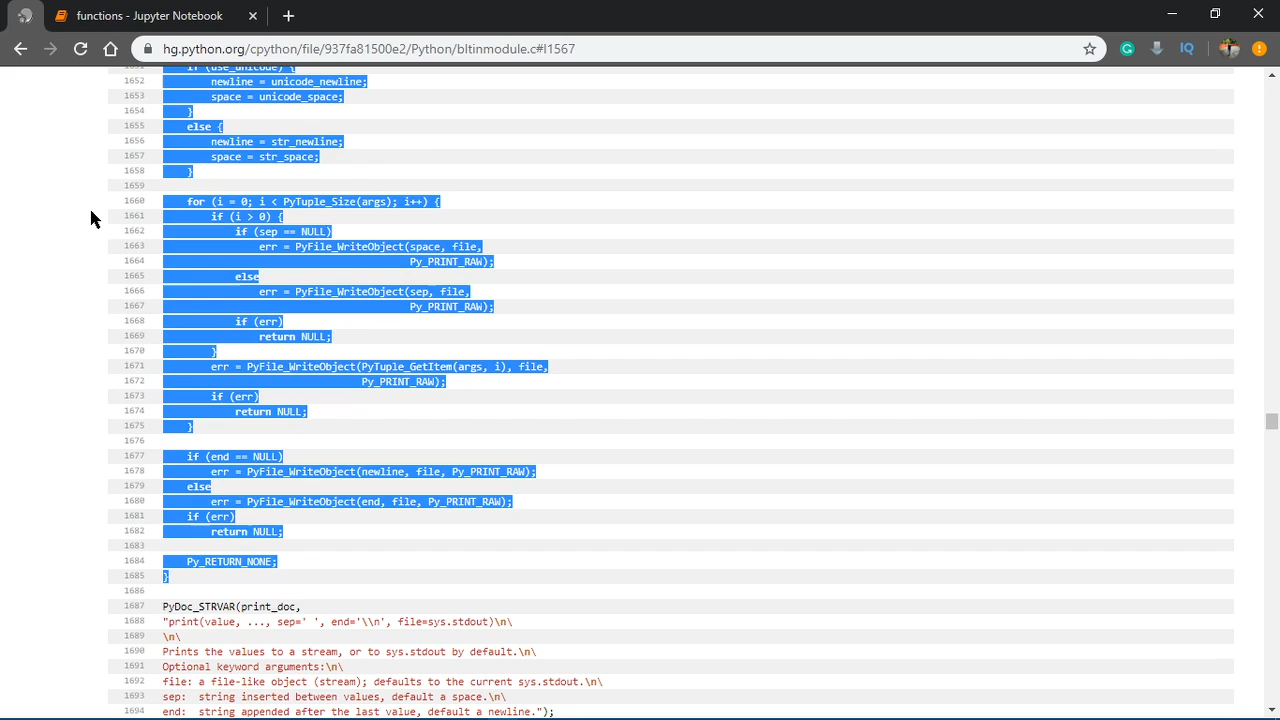 functions - Jupyter Notebook
hg.python.org/cpython/file/937fa81500e2/Python/bltinmodule.c#l1567
IQ
1651 if (use_unicode) {
1652 newline = unicode_newline;
1653 space = unicode_space;
1654 }
1655 else {
1656 newline = str_newline;
1657 space = str_space;
1658 }
1659
1660 for (i = 0; i < PyTuple_Size(args); i++) {
1661 if (i > 0) {
1662 if (sep == NULL)
1663 err = PyFile_WriteObject(space, file,
1664 Py_PRINT_RAW);
1665 else
1666 err = PyFile_WriteObject(sep, file,
1667 Py_PRINT_RAW);
1668 if (err)
1669 return NULL;
1670 }
1671 err = PyFile_WriteObject(PyTuple_GetItem(args, i), file,
1672 Py_PRINT_RAW);
1673 if (err)
1674 return NULL;
1675 }
1676
1677 if (end == NULL)
1678 err = PyFile_WriteObject(newline, file, Py_PRINT_RAW);
1679 else
1680 err = PyFile_WriteObject(end, file, Py_PRINT_RAW);
1681 if (err)
1682 return NULL;
1683
1684 Py_RETURN_NONE;
1685 }
1686
1687 PyDoc_STRVAR(print_doc,
1688 "print(value, ..., sep=' ', end='\\n', file=sys.stdout)\n\
1689 \n\
1690 Prints the values to a stream, or to sys.stdout by default.\n\
1691 Optional keyword arguments:\n\
1692 file: a file-like object (stream); defaults to the current sys.stdout.\n\
1693 sep:  string inserted between values, default a space.\n\
1694 end:  string appended after the last value, default a newline.");